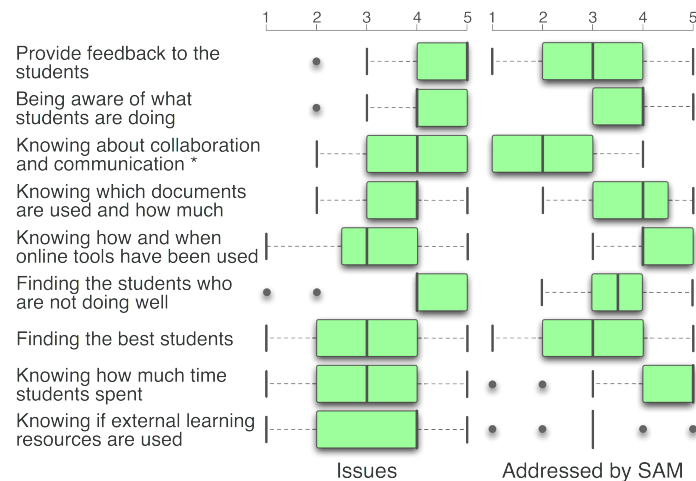 1 2 3 4 5 1 2 3 4 5
Provide feedback to the
students
Being aware of what
students are doing
Knowing about collaboration
and communication *
Knowing which documents
are used and how much
Knowing how and when
online tools have been used
Finding the students who
are not doing well
Finding the best students
Knowing how much time
students spent
Knowing if external learning
resources are used
Issues Addressed by SAM